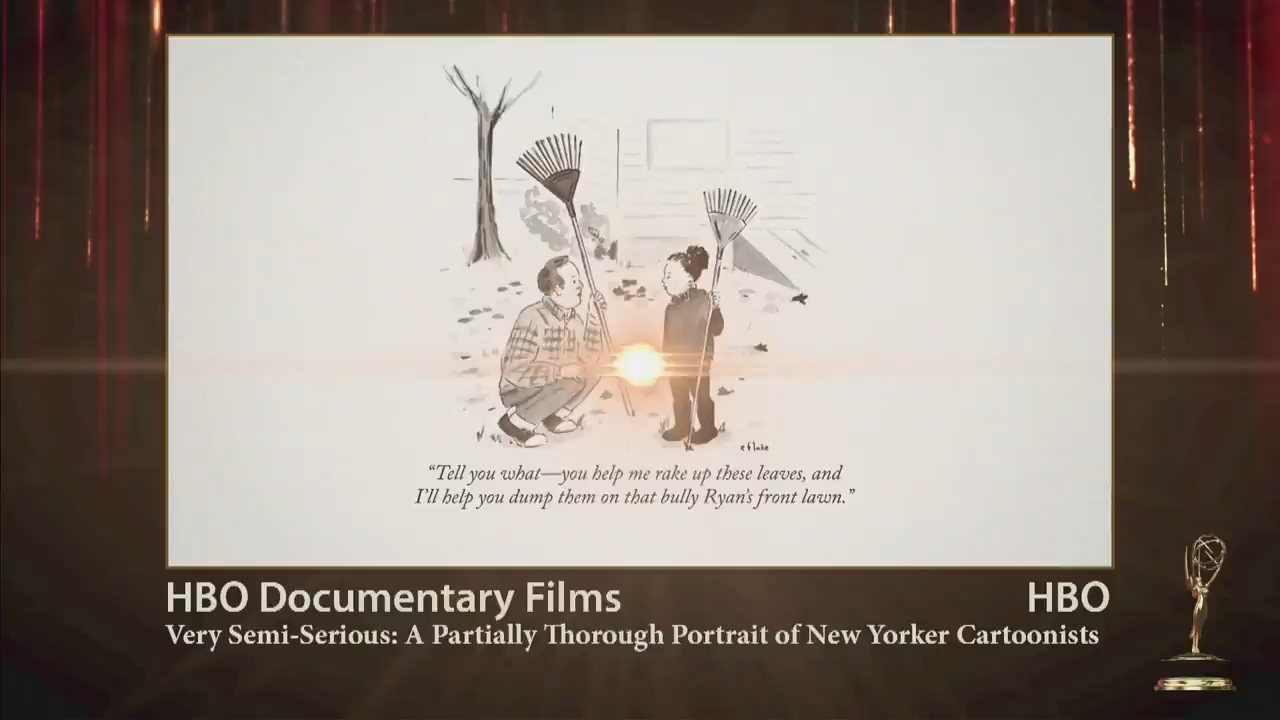 eflake
“Tell you what—you help me rake up these leaves, and
I’ll help you dump them on that bully Ryan’s front lawn.”
HBO Documentary Films HBO
Very Semi-Serious: A Partially Thorough Portrait of New Yorker Cartoonists